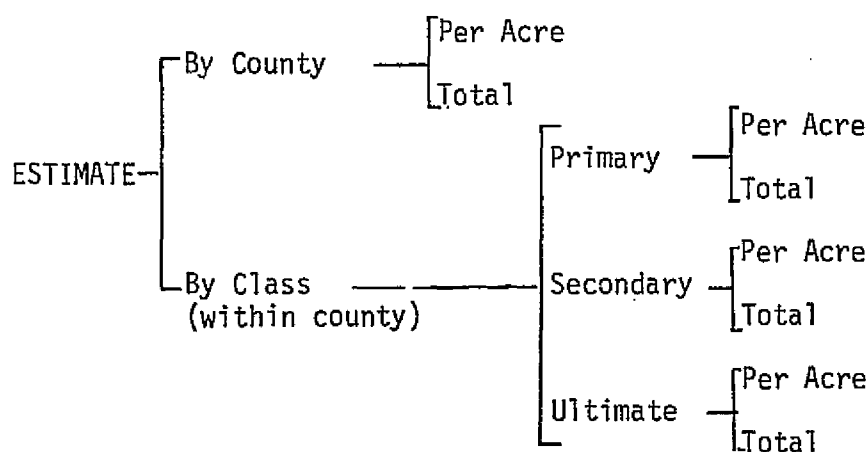 ESTIMATE
By County
Per Acre
Total
By Class
(within county)
Primary
Per Acre
Total
Secondary
Per Acre
Total
Ultimate
Per Acre
Total